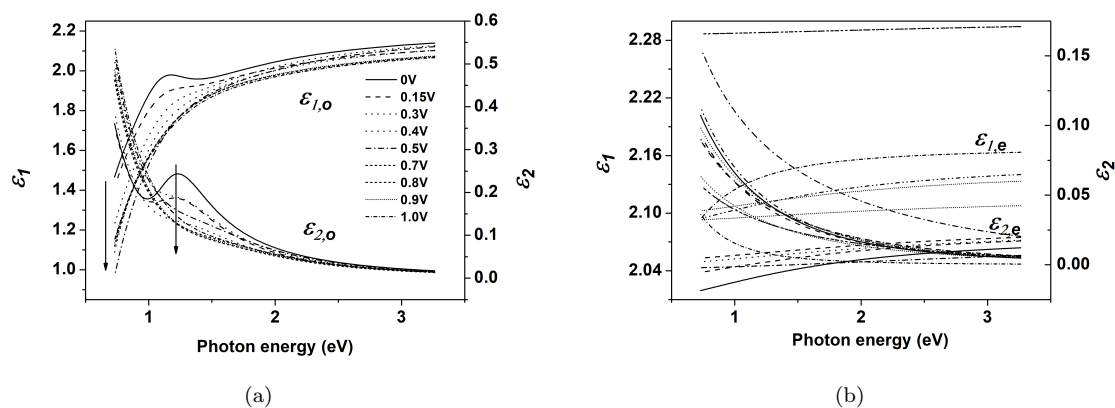 2.2
2.0
1.8
1.6
1.4
1.2
1.0
ε1
0.6
0.5
0.4
0.3
0.2
0.1
0.0
ε2
ε1,o
0V
0.15V
0.3V
0.4V
0.5V
0.7V
0.8V
0.9V
1.0V
ε2,o
1 2 3
Photon energy (eV)
(a)
2.28
2.22
2.16
2.10
2.04
ε1
0.15
0.10
0.05
0.00
ε2
ε1,e
ε2,e
1 2 3
Photon energy (eV)
(b)